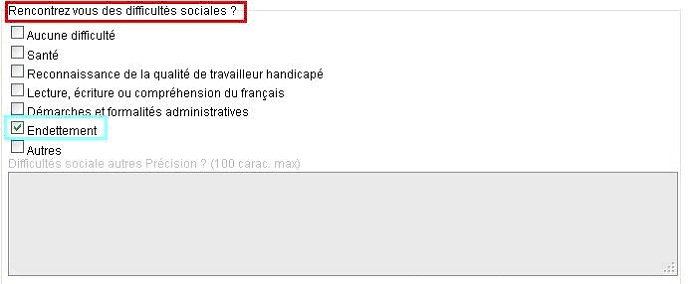 Rencontrez vous des difficultés sociales ?
Aucune difficulté
Santé
Reconnaissance de la qualité de travailleur handicapé
Lecture, écriture ou compréhension du français
Démarches et formalités administratives
Endettement
Autres
Difficultés sociale autres Précision ? (100 carac. max)